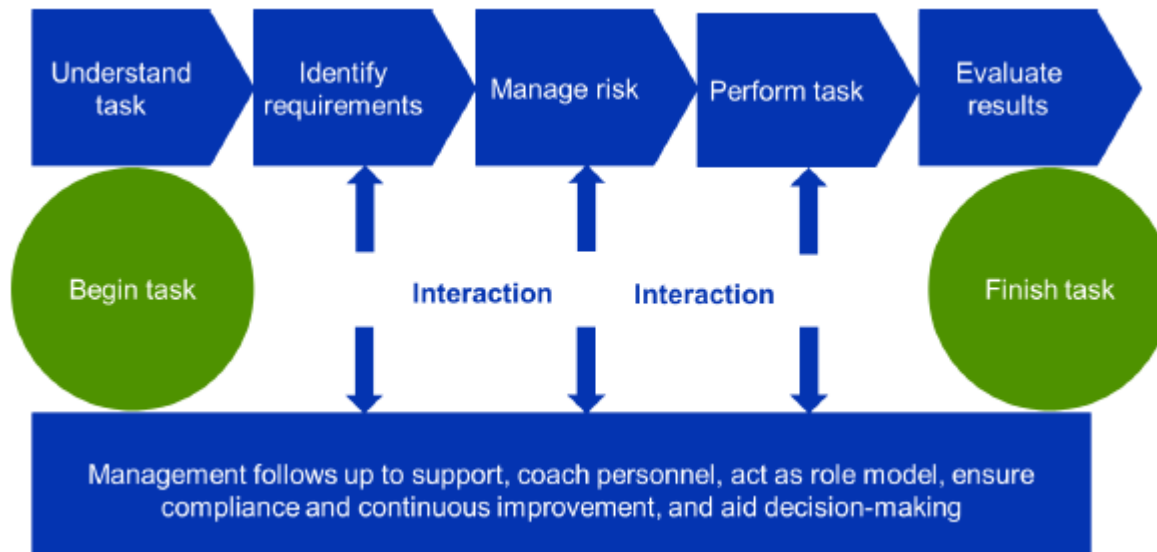 Understand
task
Identify
requirements
Manage risk
Perform task
Evaluate
results
Begin task
Interaction
Interaction
Finish task
Management follows up to support, coach personnel, act as role model, ensure
compliance and continuous improvement, and aid decision-making